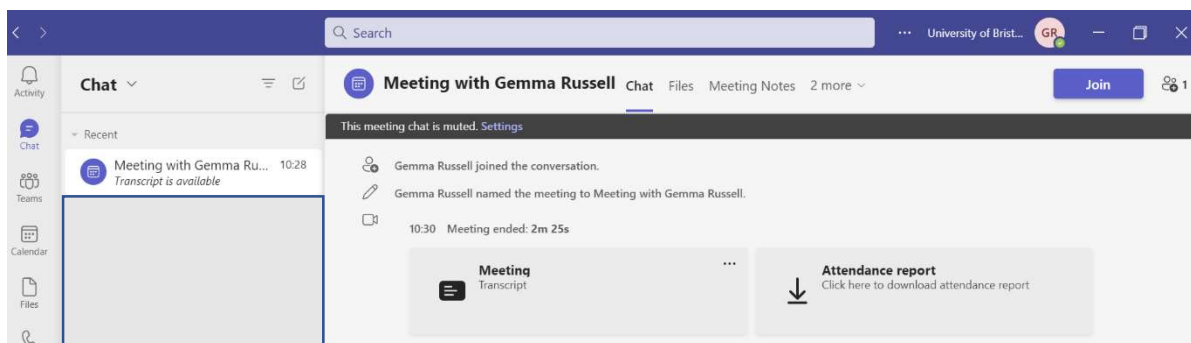 Search
University of Brist...
GR
Activity
Chat
Teams
Calendar
Files
Chat
Recent
Meeting with Gemma Ru... 10:28
Transcript is available
Meeting with Gemma Russell Chat Files Meeting Notes 2 more
Join
1
This meeting chat is muted. Settings
Gemma Russell joined the conversation.
Gemma Russell named the meeting to Meeting with Gemma Russell.
10:30 Meeting ended: 2m 25s
Meeting
Transcript
Attendance report
Click here to download attendance report